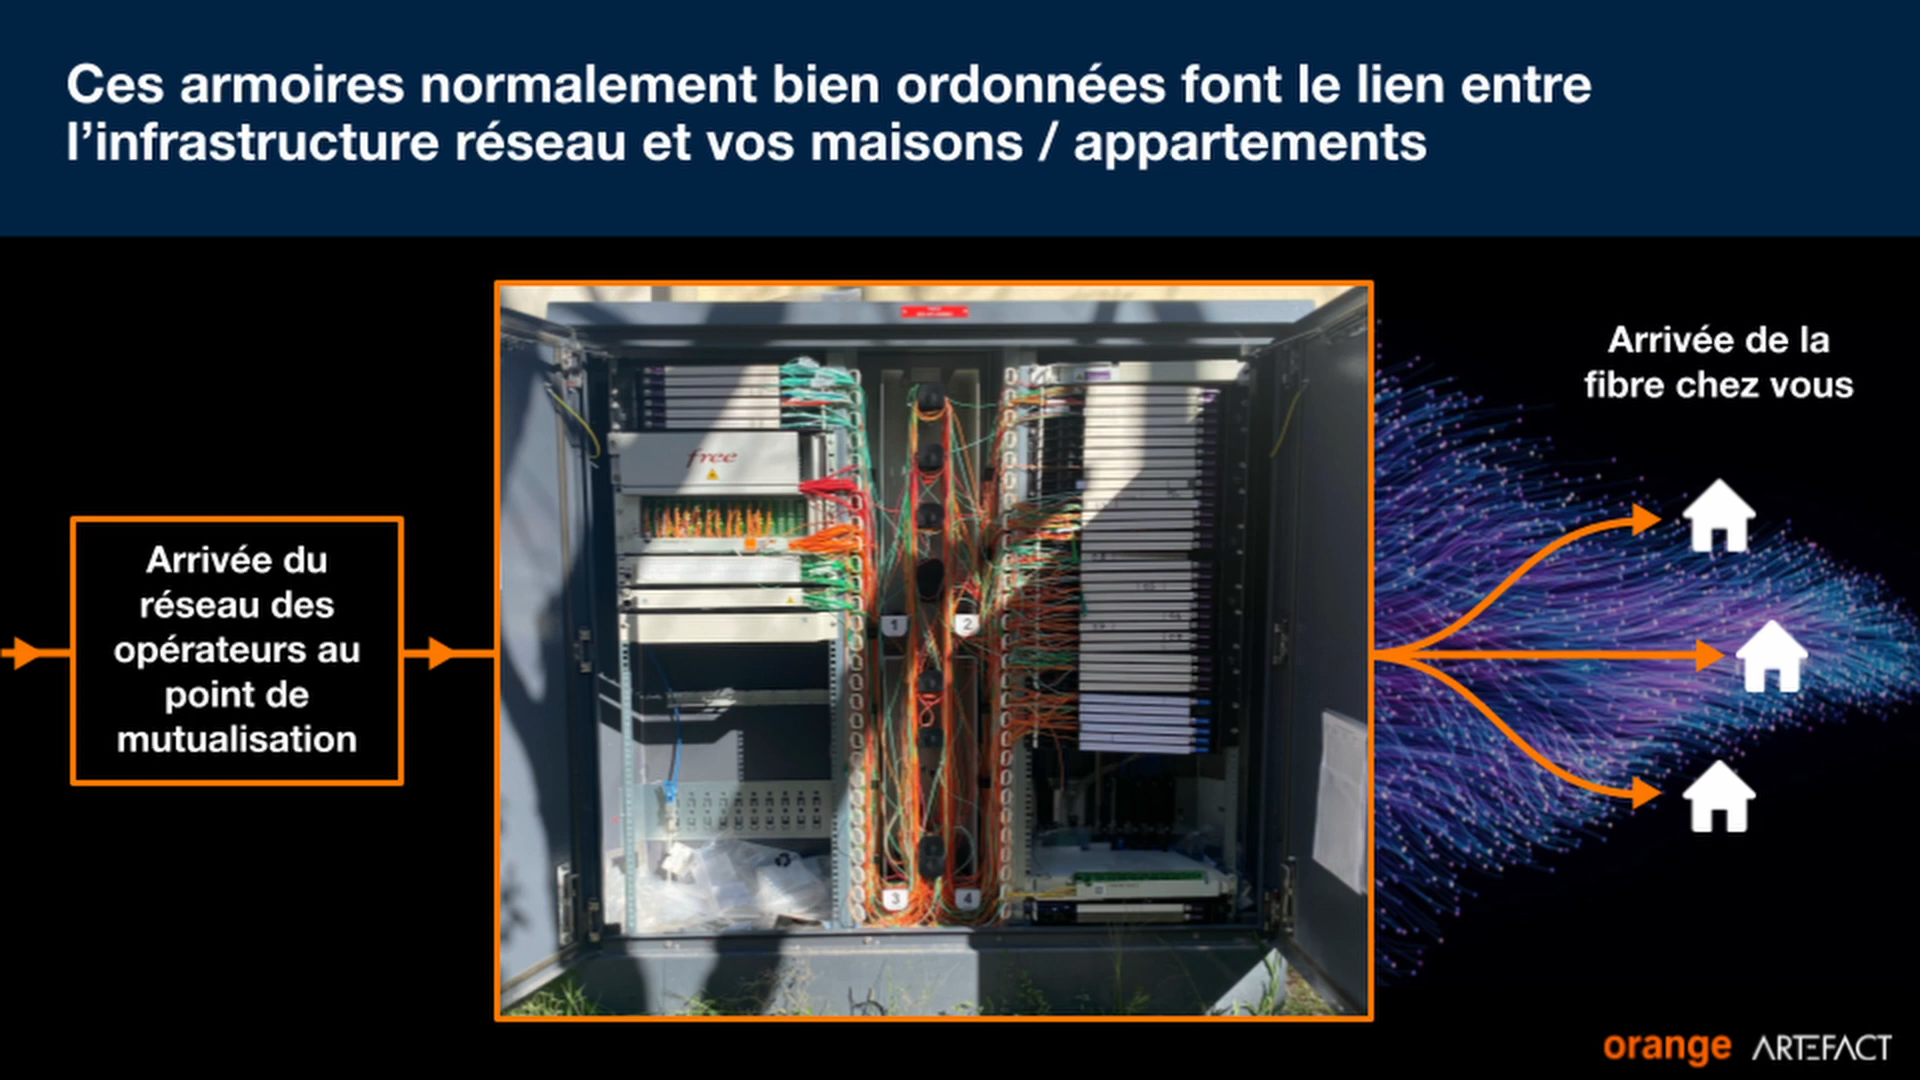 Ces armoires normalement bien ordonnées font le lien entre
l’infrastructure réseau et vos maisons / appartements
Arrivée du
réseau des
opérateurs au
point de
mutualisation
free
1
2
3
4
Arrivée de la
fibre chez vous
orange ARTEFACT